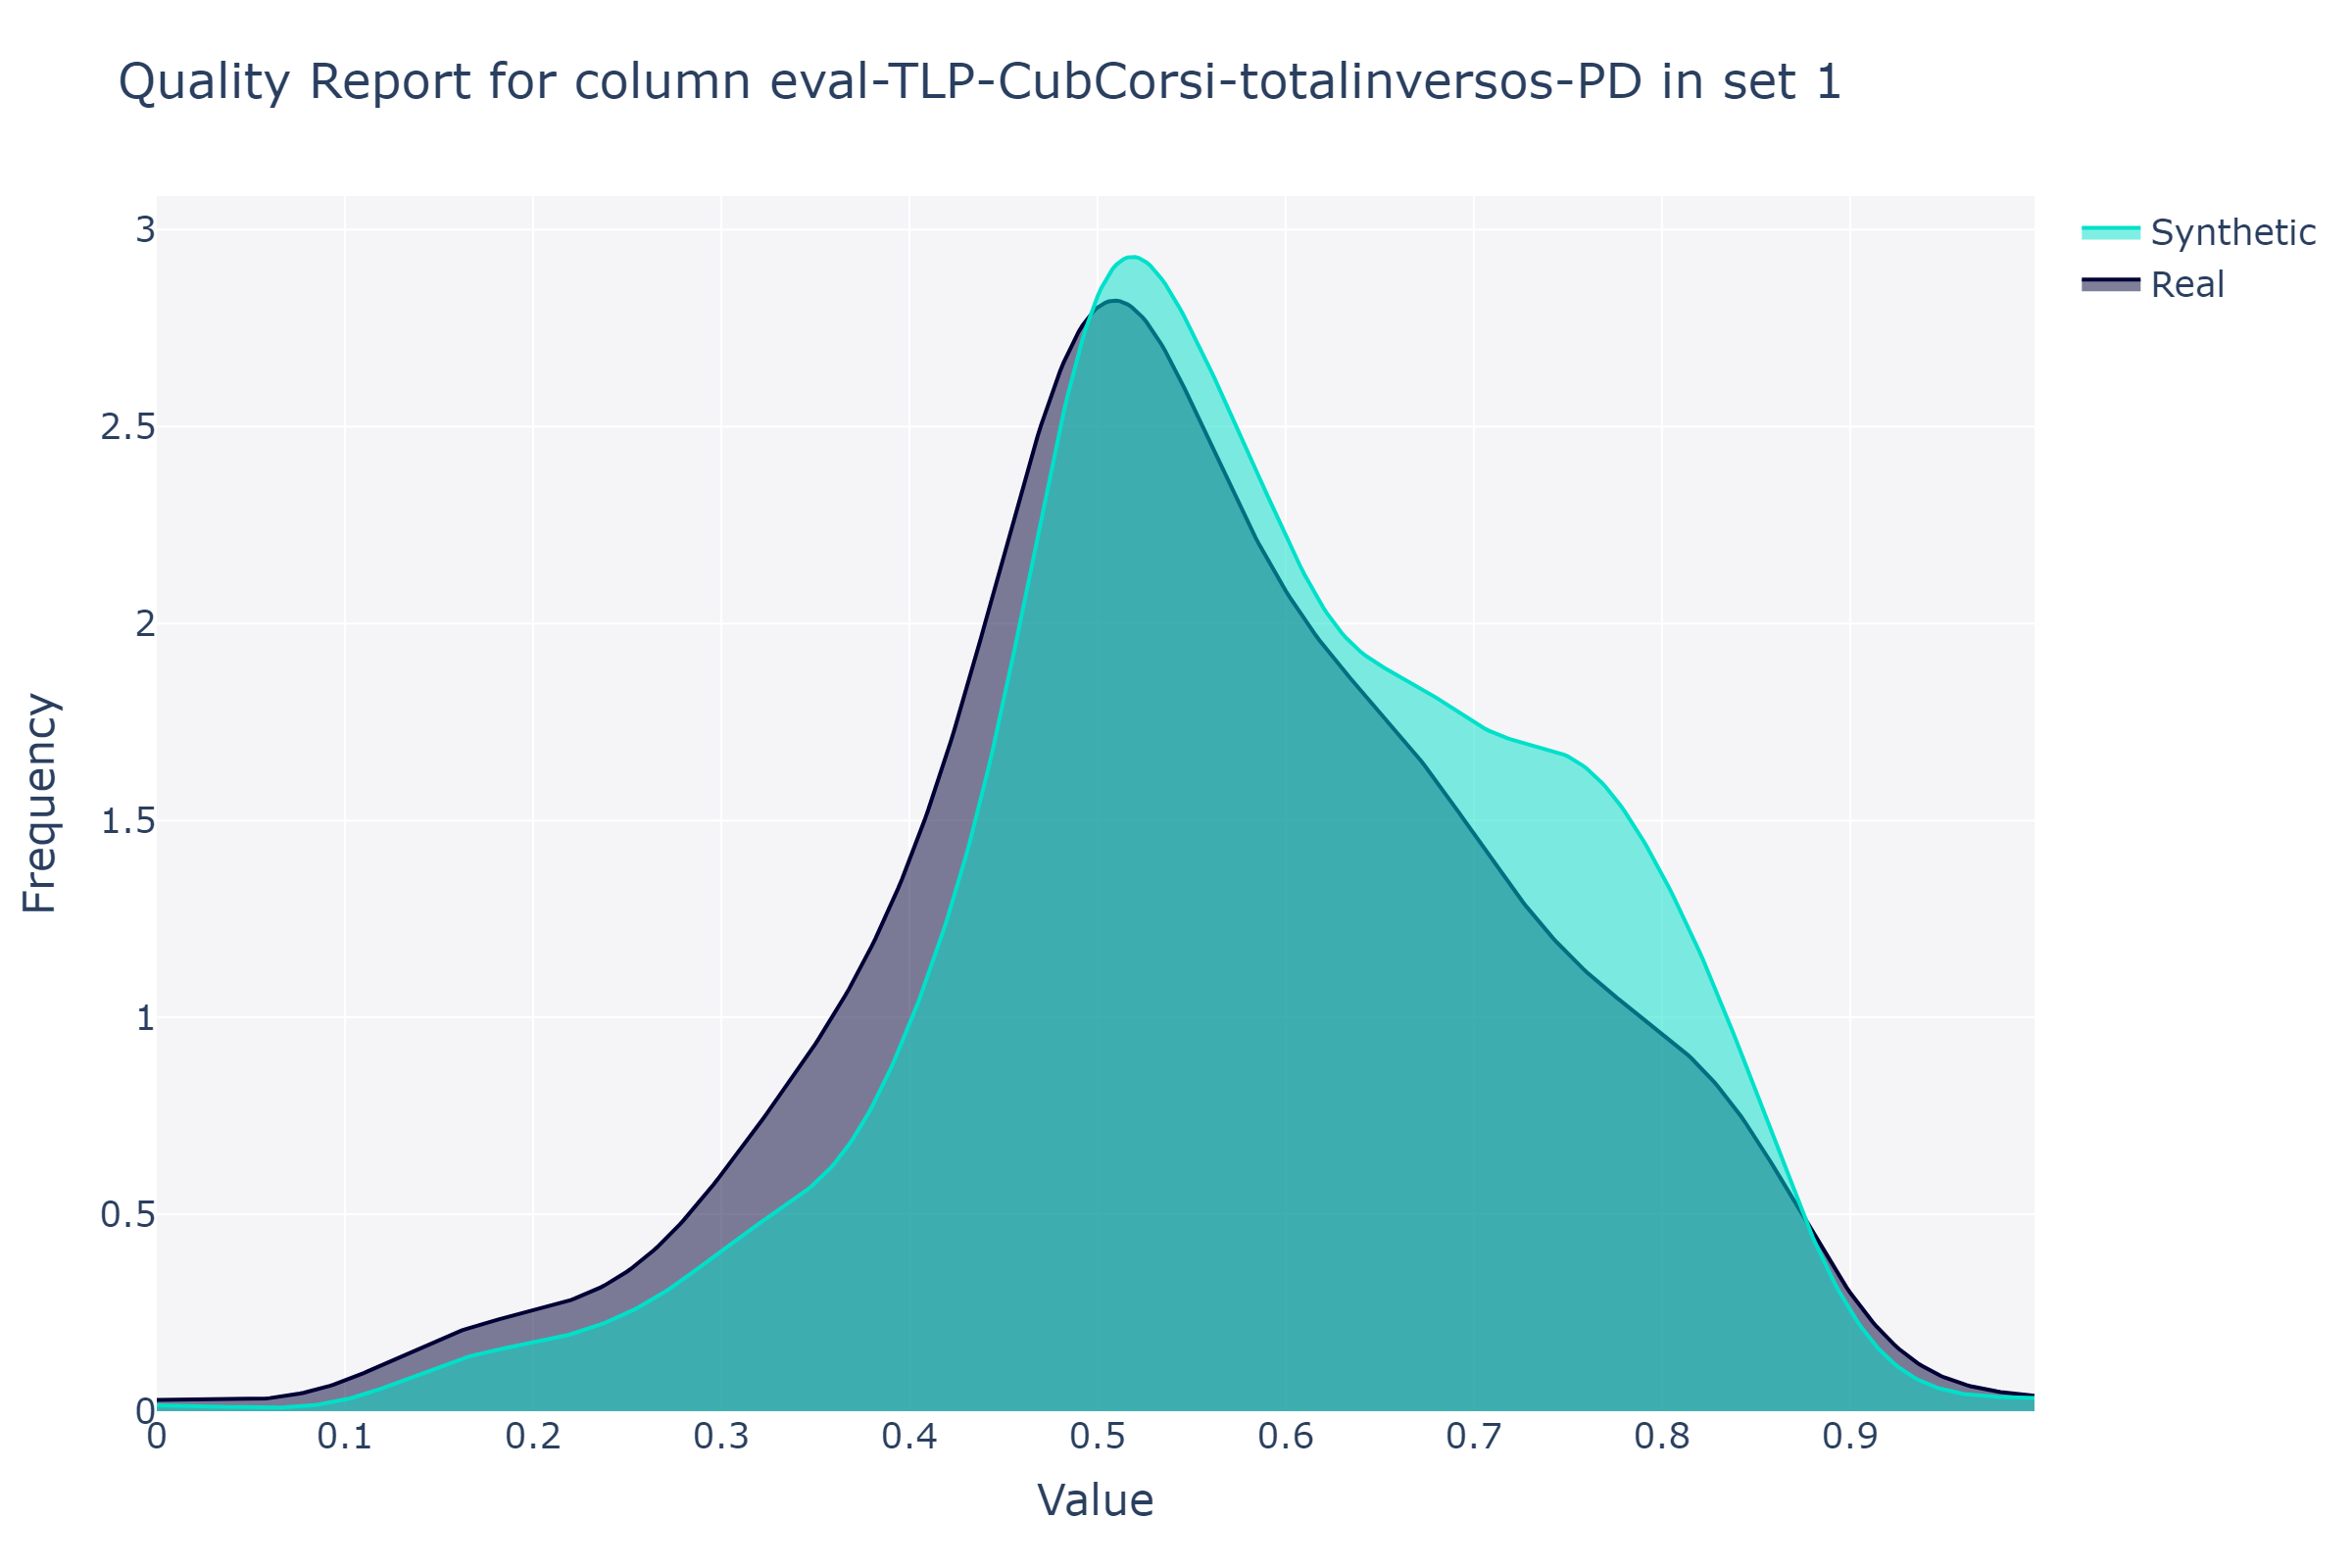 Quality Report for column eval-TLP-CubCorsi-totalinversos-PD in set 1
Synthetic
Real
Frequency
3
2.5
2
1.5
1
0.5
0
0 0.1 0.2 0.3 0.4 0.5 0.6 0.7 0.8 0.9
Value